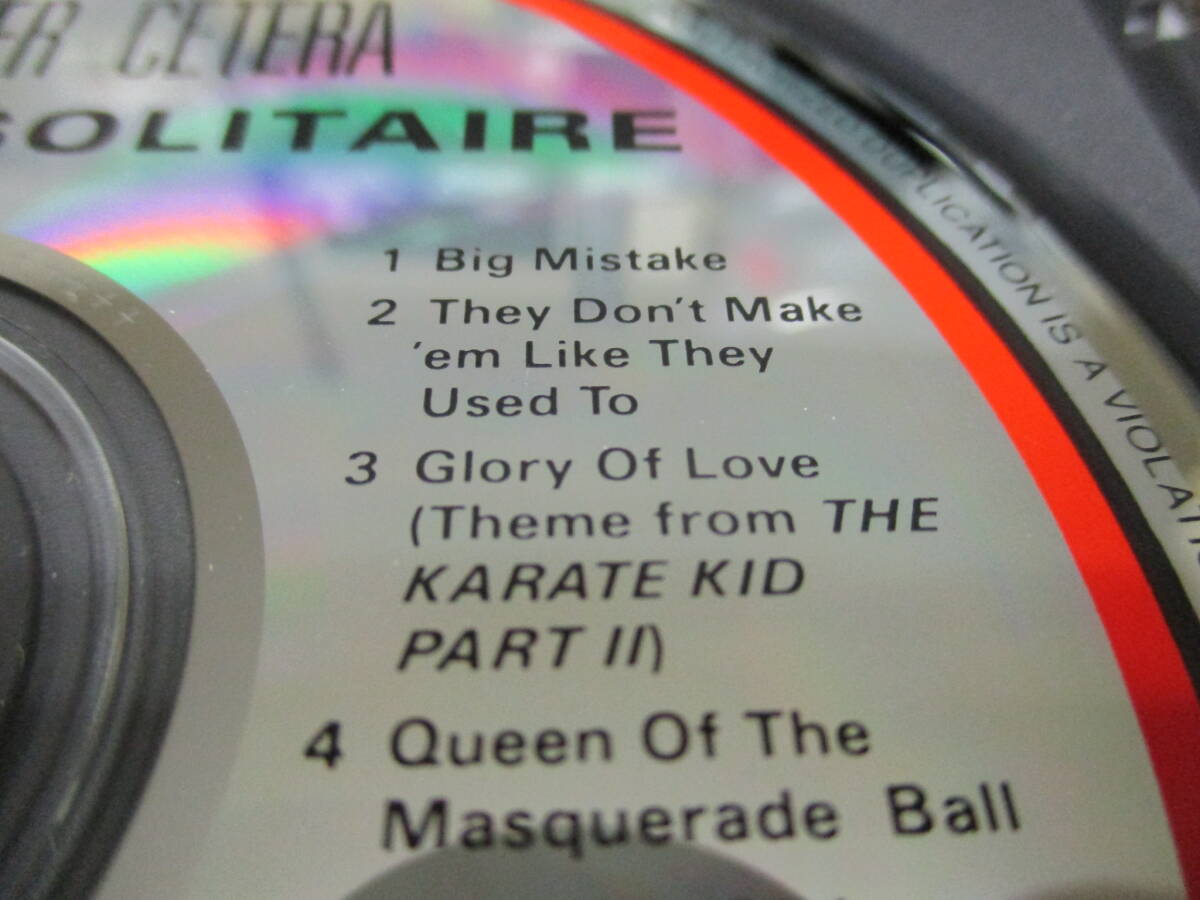 ER CETERA
SOLITAIRE
1 Big Mistake
2 They Don't Make
'em Like They
Used To
3 Glory Of Love
(Theme from THE
KARATE KID
PART II)
4 Queen Of The
Masquerade Ball
DUPLICATION IS A VIOLATI